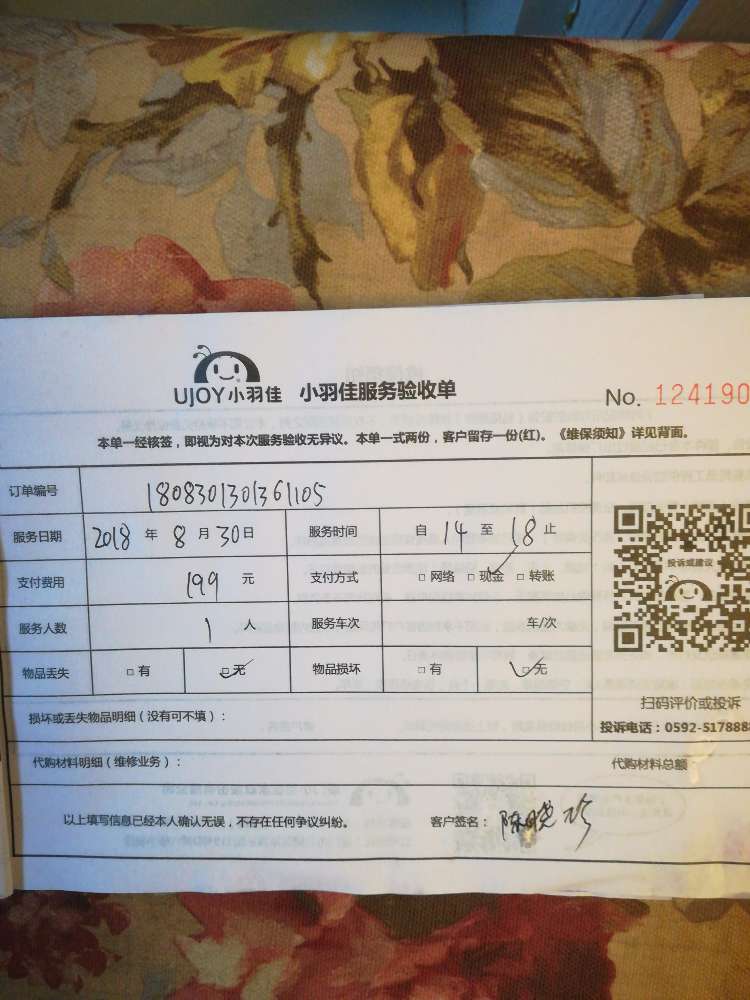 UJOY小羽佳 小羽佳服务验收单 No. 124190
本单一经核签，即视为对本次服务验收无异议。本单一式两份，客户留存一份(红)。《维保须知》详见背面。
订单编号 1808301301361105
服务日期 2018 年 8 月 30 日 服务时间 自 14 至 18 止
支付费用 199 元 支付方式 □ 网络 □ 现金 □ 转账
投诉或建议
服务人数 1 人 服务车次 车/次
物品丢失 □ 有 □ 无 物品损坏 □ 有 □ 无
扫码评价或投诉
损坏或丢失物品明细（没有可不填）：
投诉电话：0592-5178888
代购材料明细（维修业务）： 代购材料总额
以上填写信息已经本人确认无误，不存在任何争议纠纷。 客户签名： 陈晓